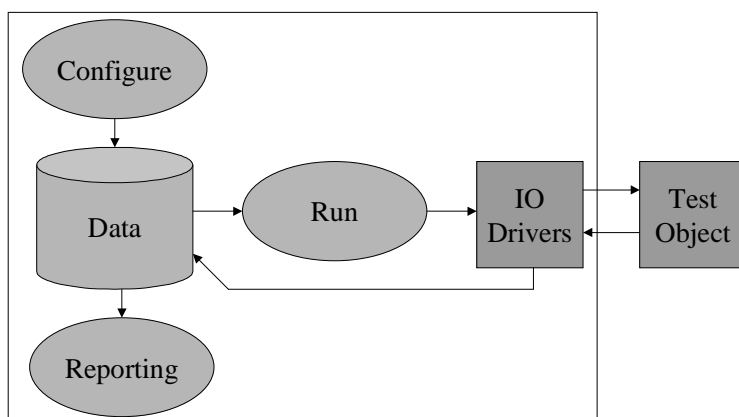 Configure
Data
Run
IO
Drivers
Test
Object
Reporting